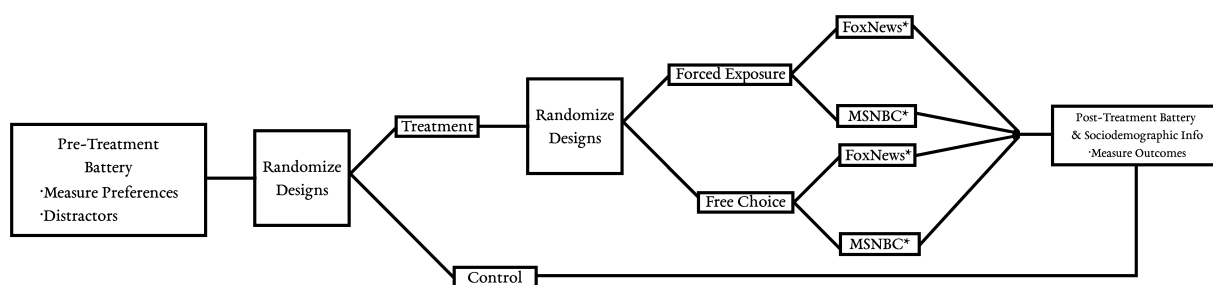 Pre-Treatment
Battery
·Measure Preferences
·Distractors
Randomize
Designs
Treatment
Control
Randomize
Designs
Forced Exposure
Free Choice
FoxNews*
MSNBC*
FoxNews*
MSNBC*
Post-Treatment Battery
& Sociodemographic Info
·Measure Outcomes